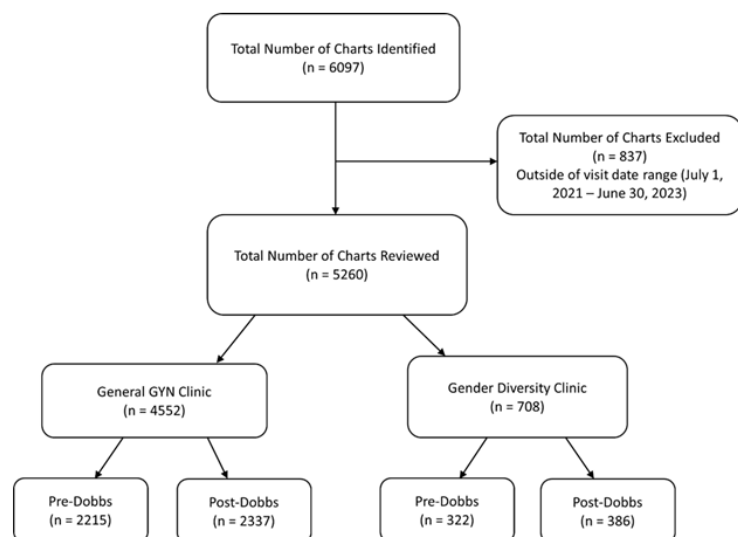 Total Number of Charts Identified
(n = 6097)
Total Number of Charts Excluded
(n = 837)
Outside of visit date range (July 1,
2021 – June 30, 2023)
Total Number of Charts Reviewed
(n = 5260)
General GYN Clinic
(n = 4552)
Gender Diversity Clinic
(n = 708)
Pre-Dobbs
(n = 2215)
Post-Dobbs
(n = 2337)
Pre-Dobbs
(n = 322)
Post-Dobbs
(n = 386)